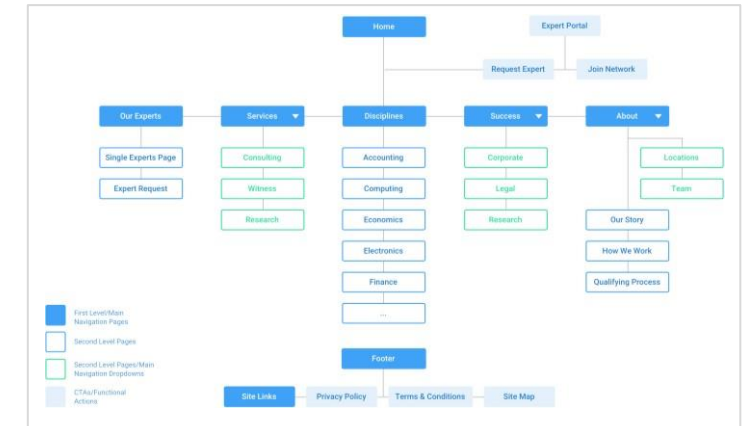 Home
Expert Portal
Request Expert
Join Network
Our Experts
Services
Disciplines
Success
About
Single Experts Page
Consulting
Accounting
Corporate
Locations
Expert Request
Witness
Computing
Legal
Team
Research
Economics
Research
Our Story
Electronics
How We Work
Finance
Qualifying Process
...
First Level/Main
Navigation Pages
Second Level Pages
Second Level Pages/Main
Navigation Dropdowns
CTAs/Functional
Actions
Footer
Site Links
Privacy Policy
Terms & Conditions
Site Map